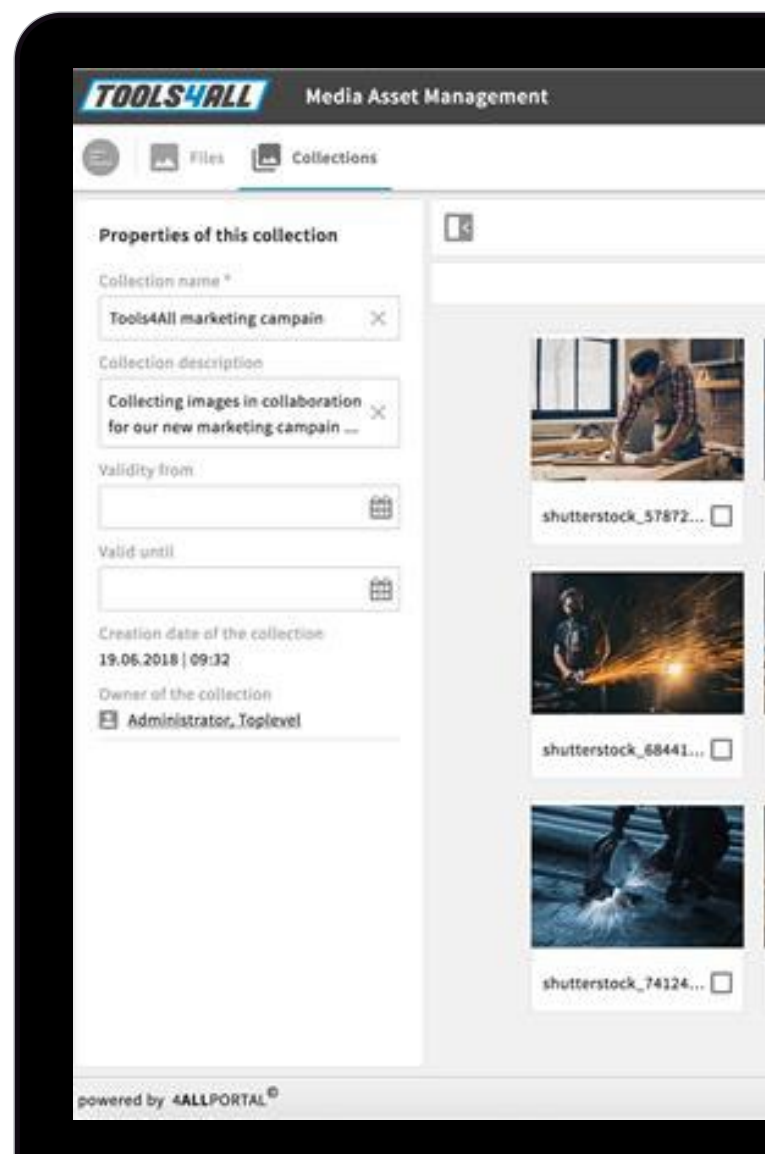 TOOLS4ALL
Media Asset Management
Files
Collections
Properties of this collection
Collection name *
Tools4All marketing campain
Collection description
Collecting images in collaboration
for our new marketing campain ...
Validity from
Valid until
Creation date of the collection
19.06.2018 | 09:32
Owner of the collection
Administrator, Toplevel
shutterstock_57872...
shutterstock_68441...
shutterstock_74124...
powered by 4ALLPORTAL©